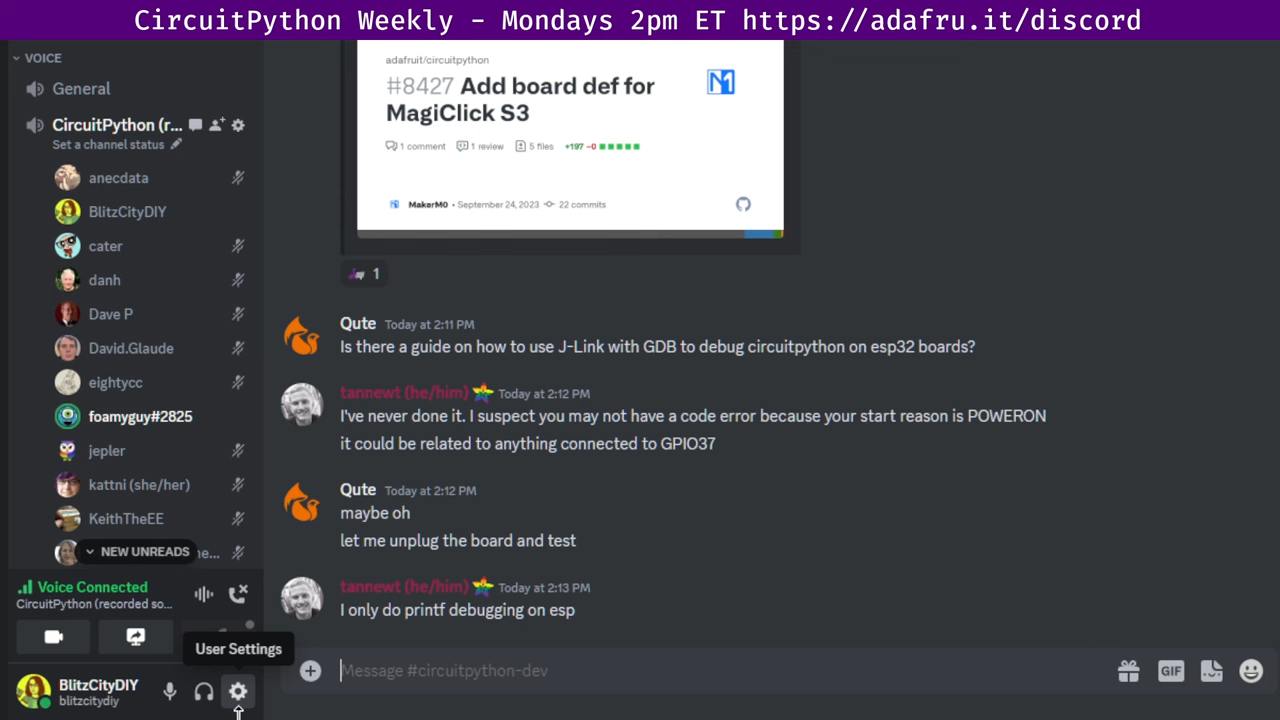 CircuitPython Weekly - Mondays 2pm ET https://adafru.it/discord
VOICE
General
CircuitPython (r...
Set a channel status
anecdata
BlitzCityDIY
cater
danh
Dave P
David.Glaude
eightycc
foamyguy#2825
jepler
kattni (she/her)
KeithTheEE
NEW UNREADS
Voice Connected
CircuitPython (recorded so...
User Settings
BlitzCityDIY
blitzcitydiy
adafruit/circuitpython
#8427 Add board def for
MagiClick S3
1 comment 1 review 5 files +197 −0
MakerM0 • September 24, 2023 22 commits
1
Qute Today at 2:11 PM
Is there a guide on how to use J-Link with GDB to debug circuitpython on esp32 boards?
tannewt (he/him) Today at 2:12 PM
I've never done it. I suspect you may not have a code error because your start reason is POWERON
it could be related to anything connected to GPIO37
Qute Today at 2:12 PM
maybe oh
let me unplug the board and test
tannewt (he/him) Today at 2:13 PM
I only do printf debugging on esp
Message #circuitpython-dev
GIF